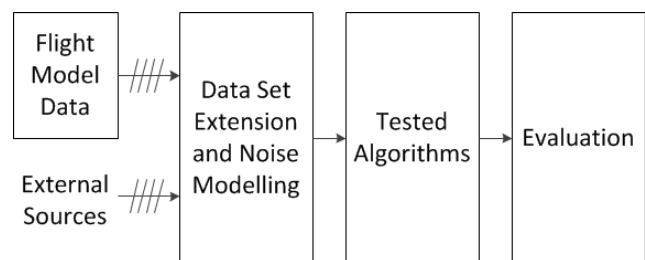 Flight
Model
Data
External
Sources
Data Set
Extension
and Noise
Modelling
Tested
Algorithms
Evaluation